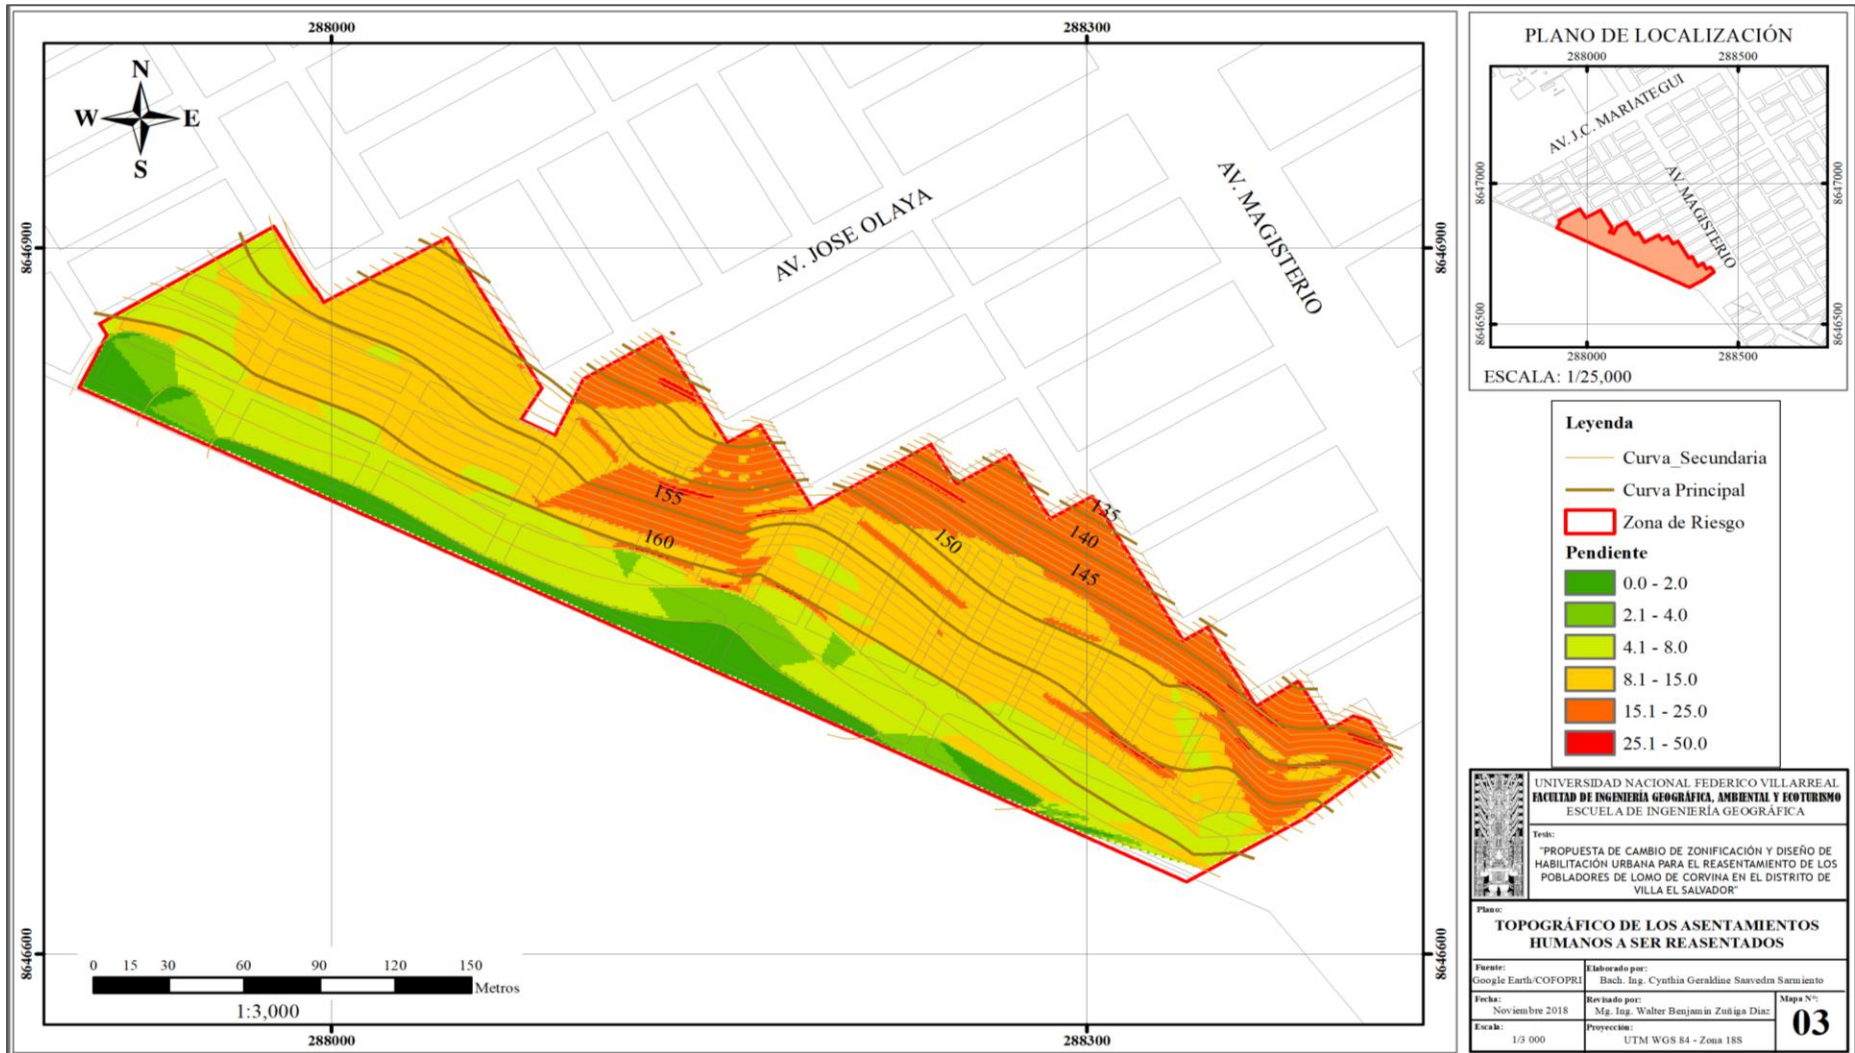 288000
288300
N
W
E
S
8646900
8646900
AV. JOSE OLAYA
AV. MAGISTERIO
155
160
150
135
140
145
8646600
8646600
0 15 30 60 90 120 150
Metros
1:3,000
288000
288300
PLANO DE LOCALIZACIÓN
288000
288500
AV. J.C. MARIATEGUI
AV. MAGISTERIO
8647000
8647000
8646500
8646500
288000
288500
ESCALA: 1/25,000
Leyenda
Curva_Secundaria
Curva Principal
Zona de Riesgo
Pendiente
0.0 - 2.0
2.1 - 4.0
4.1 - 8.0
8.1 - 15.0
15.1 - 25.0
25.1 - 50.0
UNIVERSIDAD NACIONAL FEDERICO VILLARREAL
FACULTAD DE INGENIERÍA GEOGRÁFICA, AMBIENTAL Y ECOTURISMO
ESCUELA DE INGENIERÍA GEOGRÁFICA
Tesis:
"PROPUESTA DE CAMBIO DE ZONIFICACIÓN Y DISEÑO DE
HABILITACIÓN URBANA PARA EL REASENTAMIENTO DE LOS
POBLADORES DE LOMO DE CORVINA EN EL DISTRITO DE
VILLA EL SALVADOR"
Plano:
TOPOGRÁFICO DE LOS ASENTAMIENTOS
HUMANOS A SER REASENTADOS
Fuente:
Google Earth/COFOPRI
Elaborado por:
Bach. Ing. Cynthia Geraldine Saavedra Sarmiento
Fecha:
Noviembre 2018
Revisado por:
Mg. Ing. Walter Benjamin Zuñiga Diaz
Mapa N°:
03
Escala:
1/3 000
Proyección:
UTM WGS 84 - Zona 18S